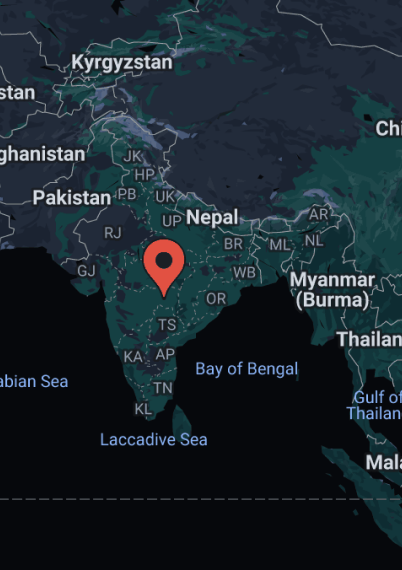 Kyrgyzstan
stan
Chi
ghanistan
JK
HP
PB
Pakistan
UK
UP
Nepal
AR
RJ
BR
ML
NL
GJ
WB
Myanmar
(Burma)
OR
TS
Thailan
KA
AP
Bay of Bengal
abian Sea
TN
Gulf of
Thailan
KL
Laccadive Sea
Mala